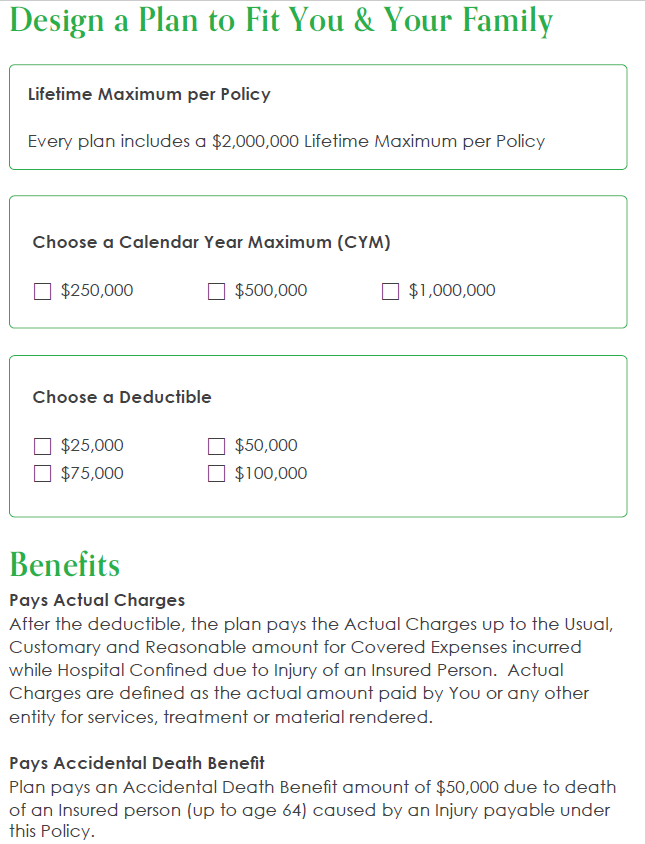 Design a Plan to Fit You & Your Family
Lifetime Maximum per Policy
Every plan includes a $2,000,000 Lifetime Maximum per Policy
Choose a Calendar Year Maximum (CYM)
$250,000 $500,000 $1,000,000
Choose a Deductible
$25,000 $50,000
$75,000 $100,000
Benefits
Pays Actual Charges
After the deductible, the plan pays the Actual Charges up to the Usual,
Customary and Reasonable amount for Covered Expenses incurred
while Hospital Confined due to Injury of an Insured Person.  Actual
Charges are defined as the actual amount paid by You or any other
entity for services, treatment or material rendered.
Pays Accidental Death Benefit
Plan pays an Accidental Death Benefit amount of $50,000 due to death
of an Insured person (up to age 64) caused by an Injury payable under
this Policy.